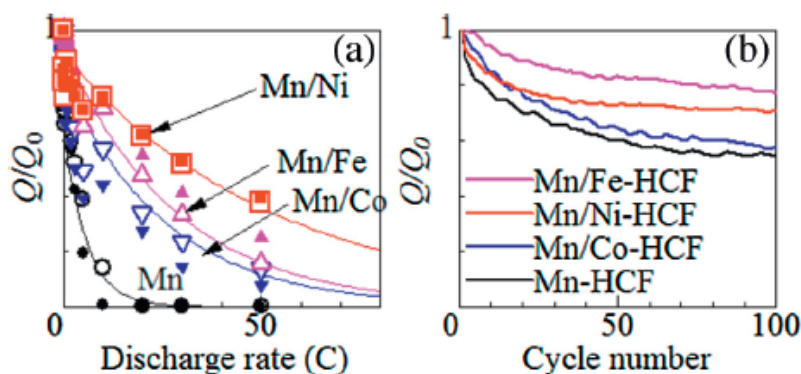 1
(a)
Mn/Ni
Mn/Fe
Mn/Co
Mn
Q/Q0
0
50
Discharge rate (C)
1
(b)
Q/Q0
Mn/Fe-HCF
Mn/Ni-HCF
Mn/Co-HCF
Mn-HCF
0
50
100
Cycle number